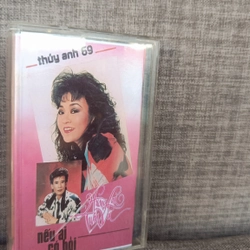 thúy anh 69
nếu ai
có hỏi